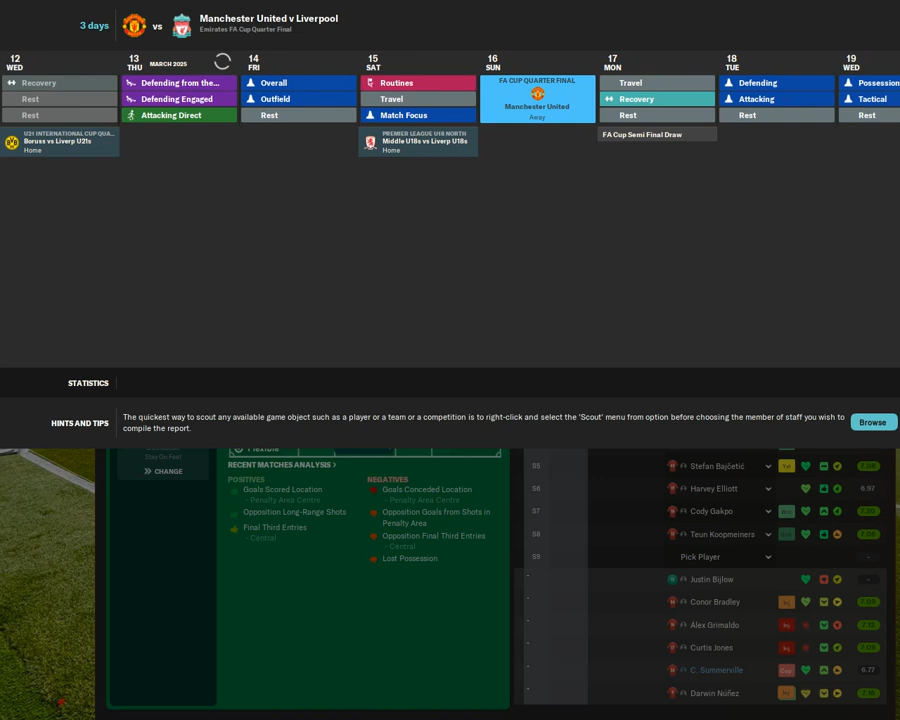 3 days
vs
Manchester United v Liverpool
Emirates FA Cup Quarter Final
12
WED
13
THU
MARCH 2025
14
FRI
15
SAT
16
SUN
17
MON
18
TUE
19
WED
Recovery
Rest
Rest
Defending from the...
Defending Engaged
Attacking Direct
Overall
Outfield
Rest
Routines
Travel
Match Focus
FA CUP QUARTER FINAL
Manchester United
Away
Travel
Recovery
Rest
Defending
Attacking
Rest
Possession
Tactical
Rest
U21 INTERNATIONAL CUP QUA...
Boruss vs Liverp U21s
Home
PREMIER LEAGUE U18 NORTH
Middle U18s vs Liverp U18s
Home
FA Cup Semi Final Draw
STATISTICS
HINTS AND TIPS
The quickest way to scout any available game object such as a player or a team or a competition is to right-click and select the 'Scout' menu from option before choosing the member of staff you wish to
compile the report.
Browse
Stay On Feet
CHANGE
Flexible
RECENT MATCHES ANALYSIS
POSITIVES
Goals Scored Location
- Penalty Area Centre
Opposition Long-Range Shots
Final Third Entries
- Central
NEGATIVES
Goals Conceded Location
- Penalty Area Centre
Opposition Goals from Shots in
Penalty Area
Opposition Final Third Entries
- Central
Lost Possession
S5
Stefan Bajčetić
S6
Harvey Elliott
6.97
S7
Cody Gakpo
S8
Teun Koopmeiners
S9
Pick Player
-
-
Justin Bijlow
-
-
Conor Bradley
-
Alex Grimaldo
-
Curtis Jones
-
C. Summerville
6.77
-
Darwin Núñez